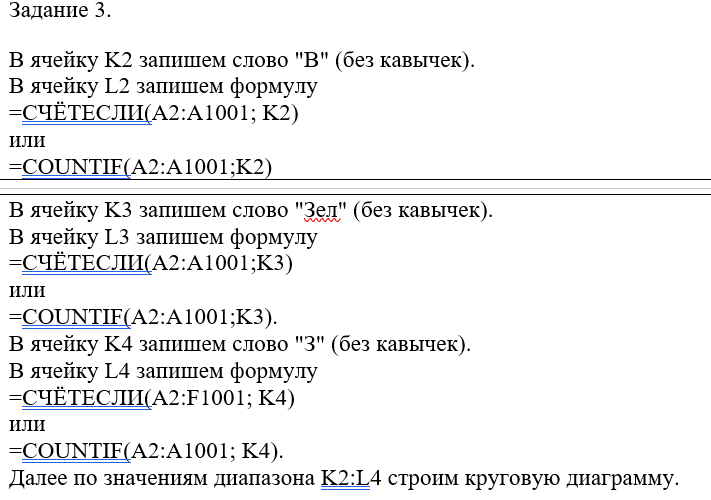 Задание 3.
В ячейку K2 запишем слово "В" (без кавычек).
В ячейку L2 запишем формулу
=СЧЁТЕСЛИ(A2:A1001; K2)
или
=COUNTIF(A2:A1001;K2)
В ячейку K3 запишем слово "Зел" (без кавычек).
В ячейку L3 запишем формулу
=СЧЁТЕСЛИ(A2:A1001;K3)
или
=COUNTIF(A2:A1001;K3).
В ячейку K4 запишем слово "З" (без кавычек).
В ячейку L4 запишем формулу
=СЧЁТЕСЛИ(A2:F1001; K4)
или
=COUNTIF(A2:A1001; K4).
Далее по значениям диапазона K2:L4 строим круговую диаграмму.